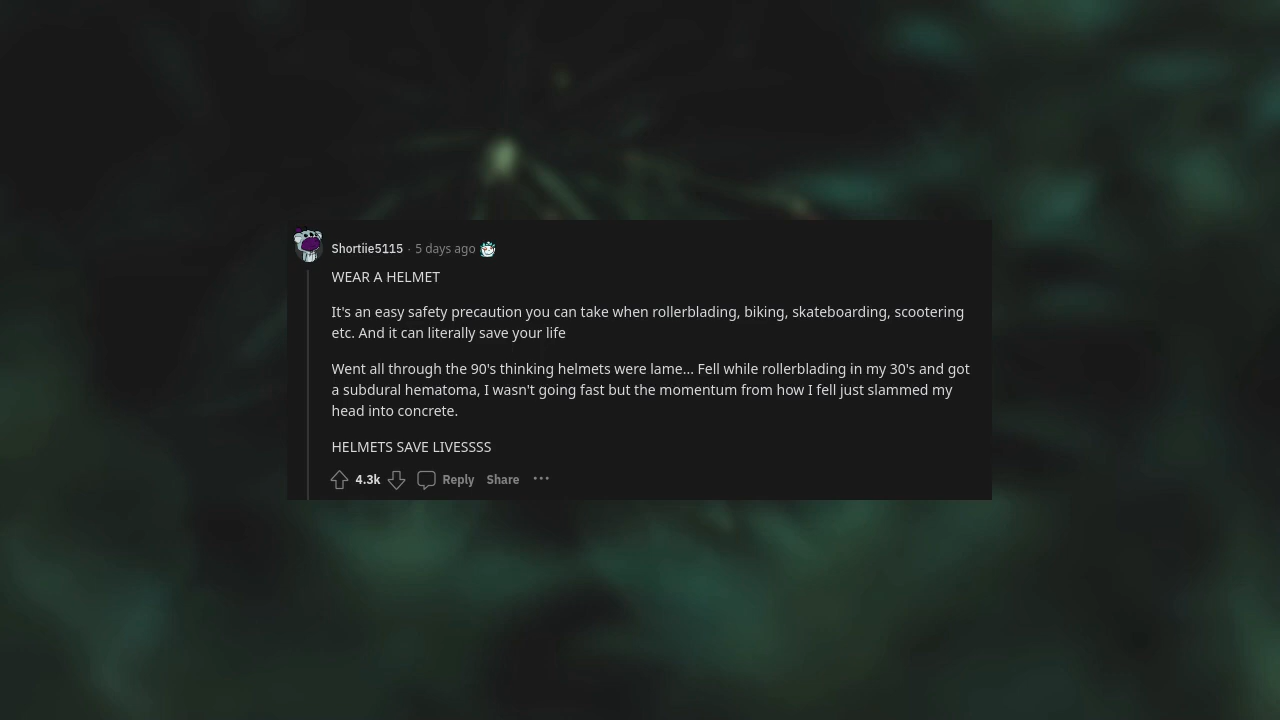 Shortiie5115 · 5 days ago
WEAR A HELMET
It's an easy safety precaution you can take when rollerblading, biking, skateboarding, scootering
etc. And it can literally save your life
Went all through the 90's thinking helmets were lame... Fell while rollerblading in my 30's and got
a subdural hematoma, I wasn't going fast but the momentum from how I fell just slammed my
head into concrete.
HELMETS SAVE LIVESSSS
4.3k Reply Share ···